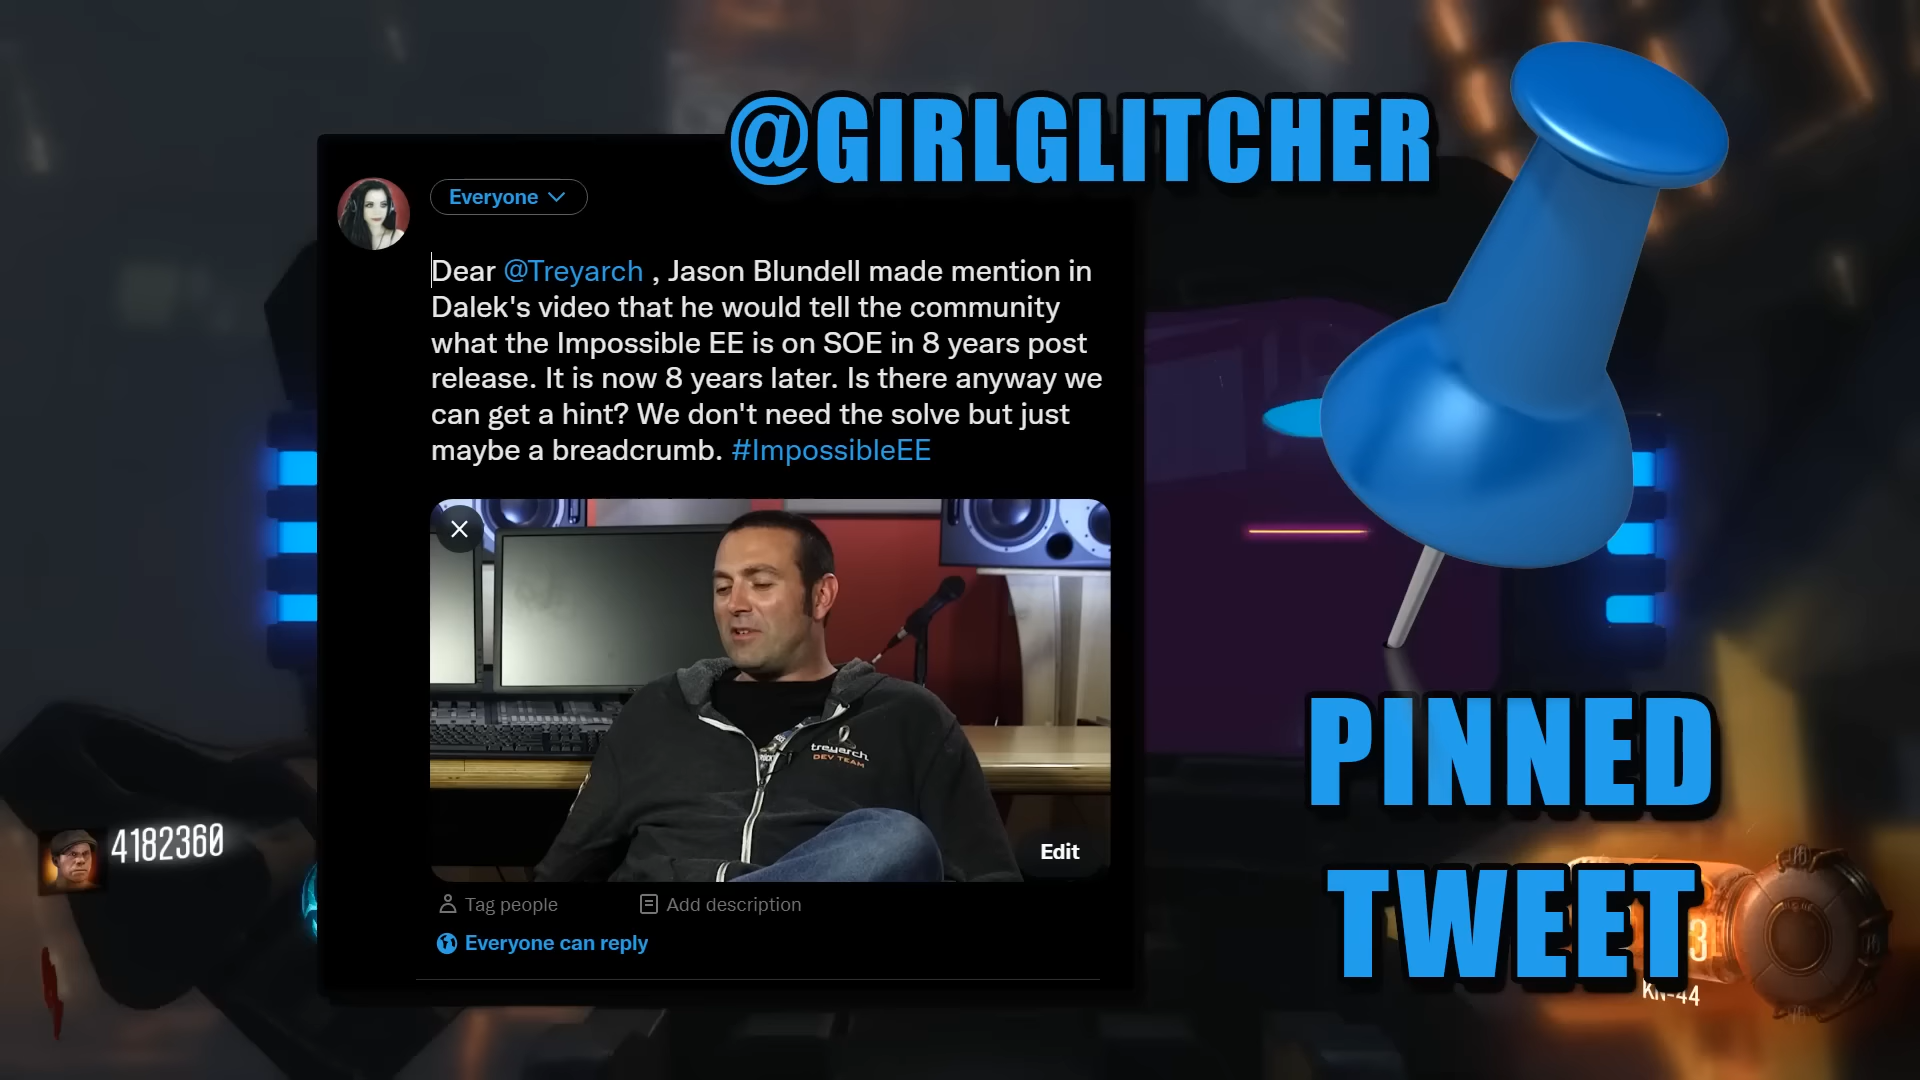 @GIRLGLITCHER
Everyone
Dear @Treyarch , Jason Blundell made mention in
Dalek's video that he would tell the community
what the Impossible EE is on SOE in 8 years post
release. It is now 8 years later. Is there anyway we
can get a hint? We don't need the solve but just
maybe a breadcrumb. #ImpossibleEE
treyarch
DEV TEAM
Edit
Tag people
Add description
Everyone can reply
PINNED
TWEET
4182360
KN-44